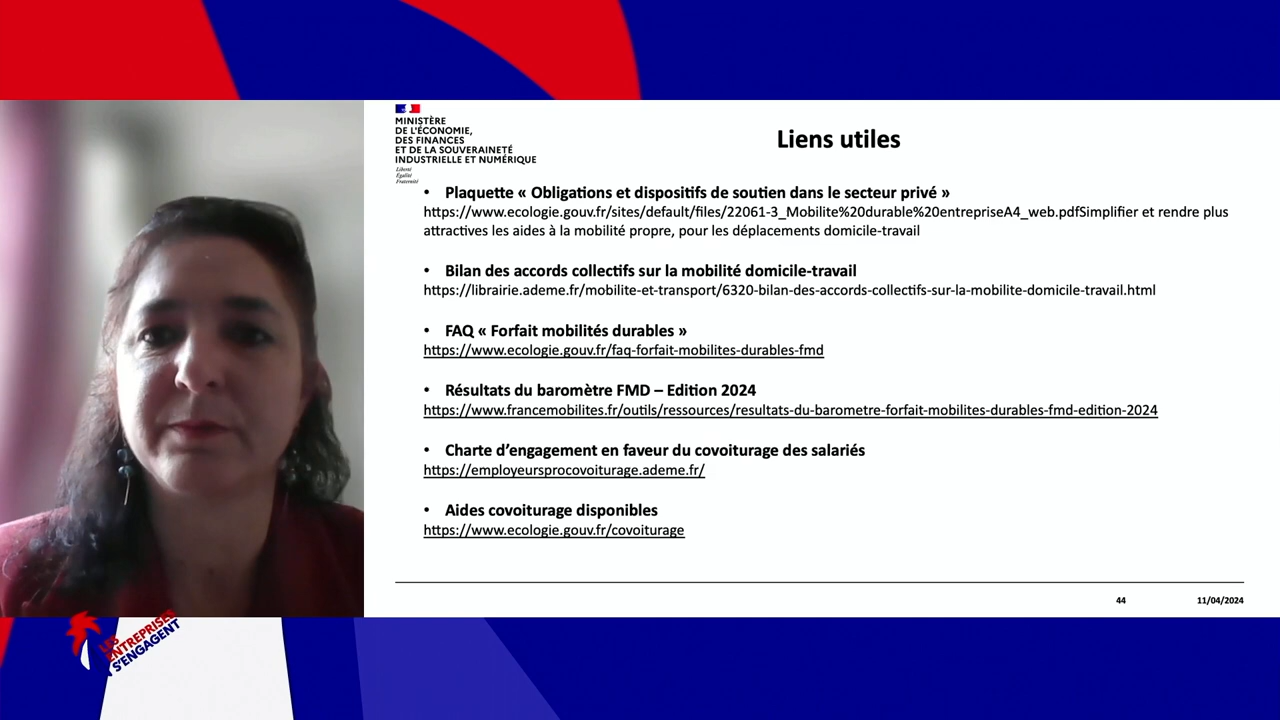 MINISTÈRE
DE L'ÉCONOMIE,
DES FINANCES
ET DE LA SOUVERAINETÉ
INDUSTRIELLE ET NUMÉRIQUE
Liberté
Égalité
Fraternité
Liens utiles
• Plaquette « Obligations et dispositifs de soutien dans le secteur privé »
https://www.ecologie.gouv.fr/sites/default/files/22061-3_Mobilite%20durable%20entrepriseA4_web.pdfSimplifier et rendre plus
attractives les aides à la mobilité propre, pour les déplacements domicile-travail
• Bilan des accords collectifs sur la mobilité domicile-travail
https://librairie.ademe.fr/mobilite-et-transport/6320-bilan-des-accords-collectifs-sur-la-mobilite-domicile-travail.html
• FAQ « Forfait mobilités durables »
https://www.ecologie.gouv.fr/faq-forfait-mobilites-durables-fmd
• Résultats du baromètre FMD – Edition 2024
https://www.francemobilites.fr/outils/ressources/resultats-du-barometre-forfait-mobilites-durables-fmd-edition-2024
• Charte d'engagement en faveur du covoiturage des salariés
https://employeursprocovoiturage.ademe.fr/
• Aides covoiturage disponibles
https://www.ecologie.gouv.fr/covoiturage
44
11/04/2024
LES
ENTREPRISES
S'ENGAGENT